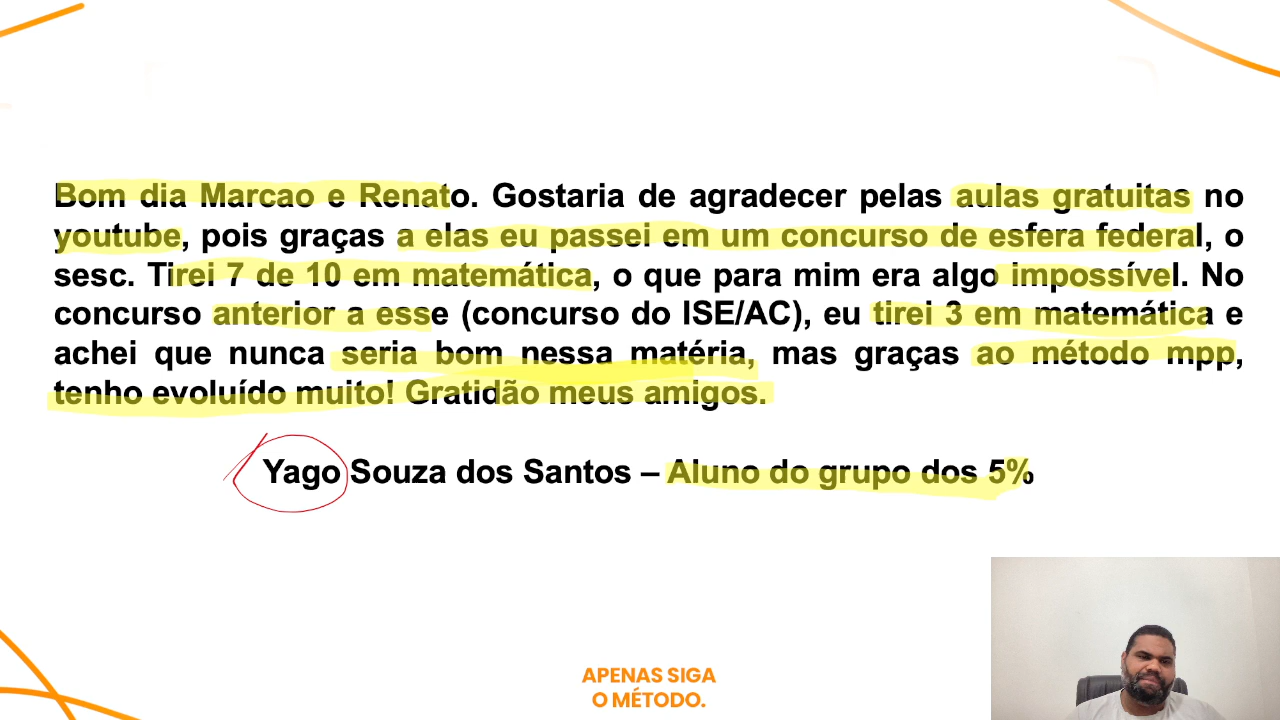 Bom dia Marcao e Renato. Gostaria de agradecer pelas aulas gratuitas no
youtube, pois graças a elas eu passei em um concurso de esfera federal, o
sesc. Tirei 7 de 10 em matemática, o que para mim era algo impossível. No
concurso anterior a esse (concurso do ISE/AC), eu tirei 3 em matemática e
achei que nunca seria bom nessa matéria, mas graças ao método mpp,
tenho evoluído muito! Gratidão meus amigos.
Yago Souza dos Santos – Aluno do grupo dos 5%
APENAS SIGA
O MÉTODO.